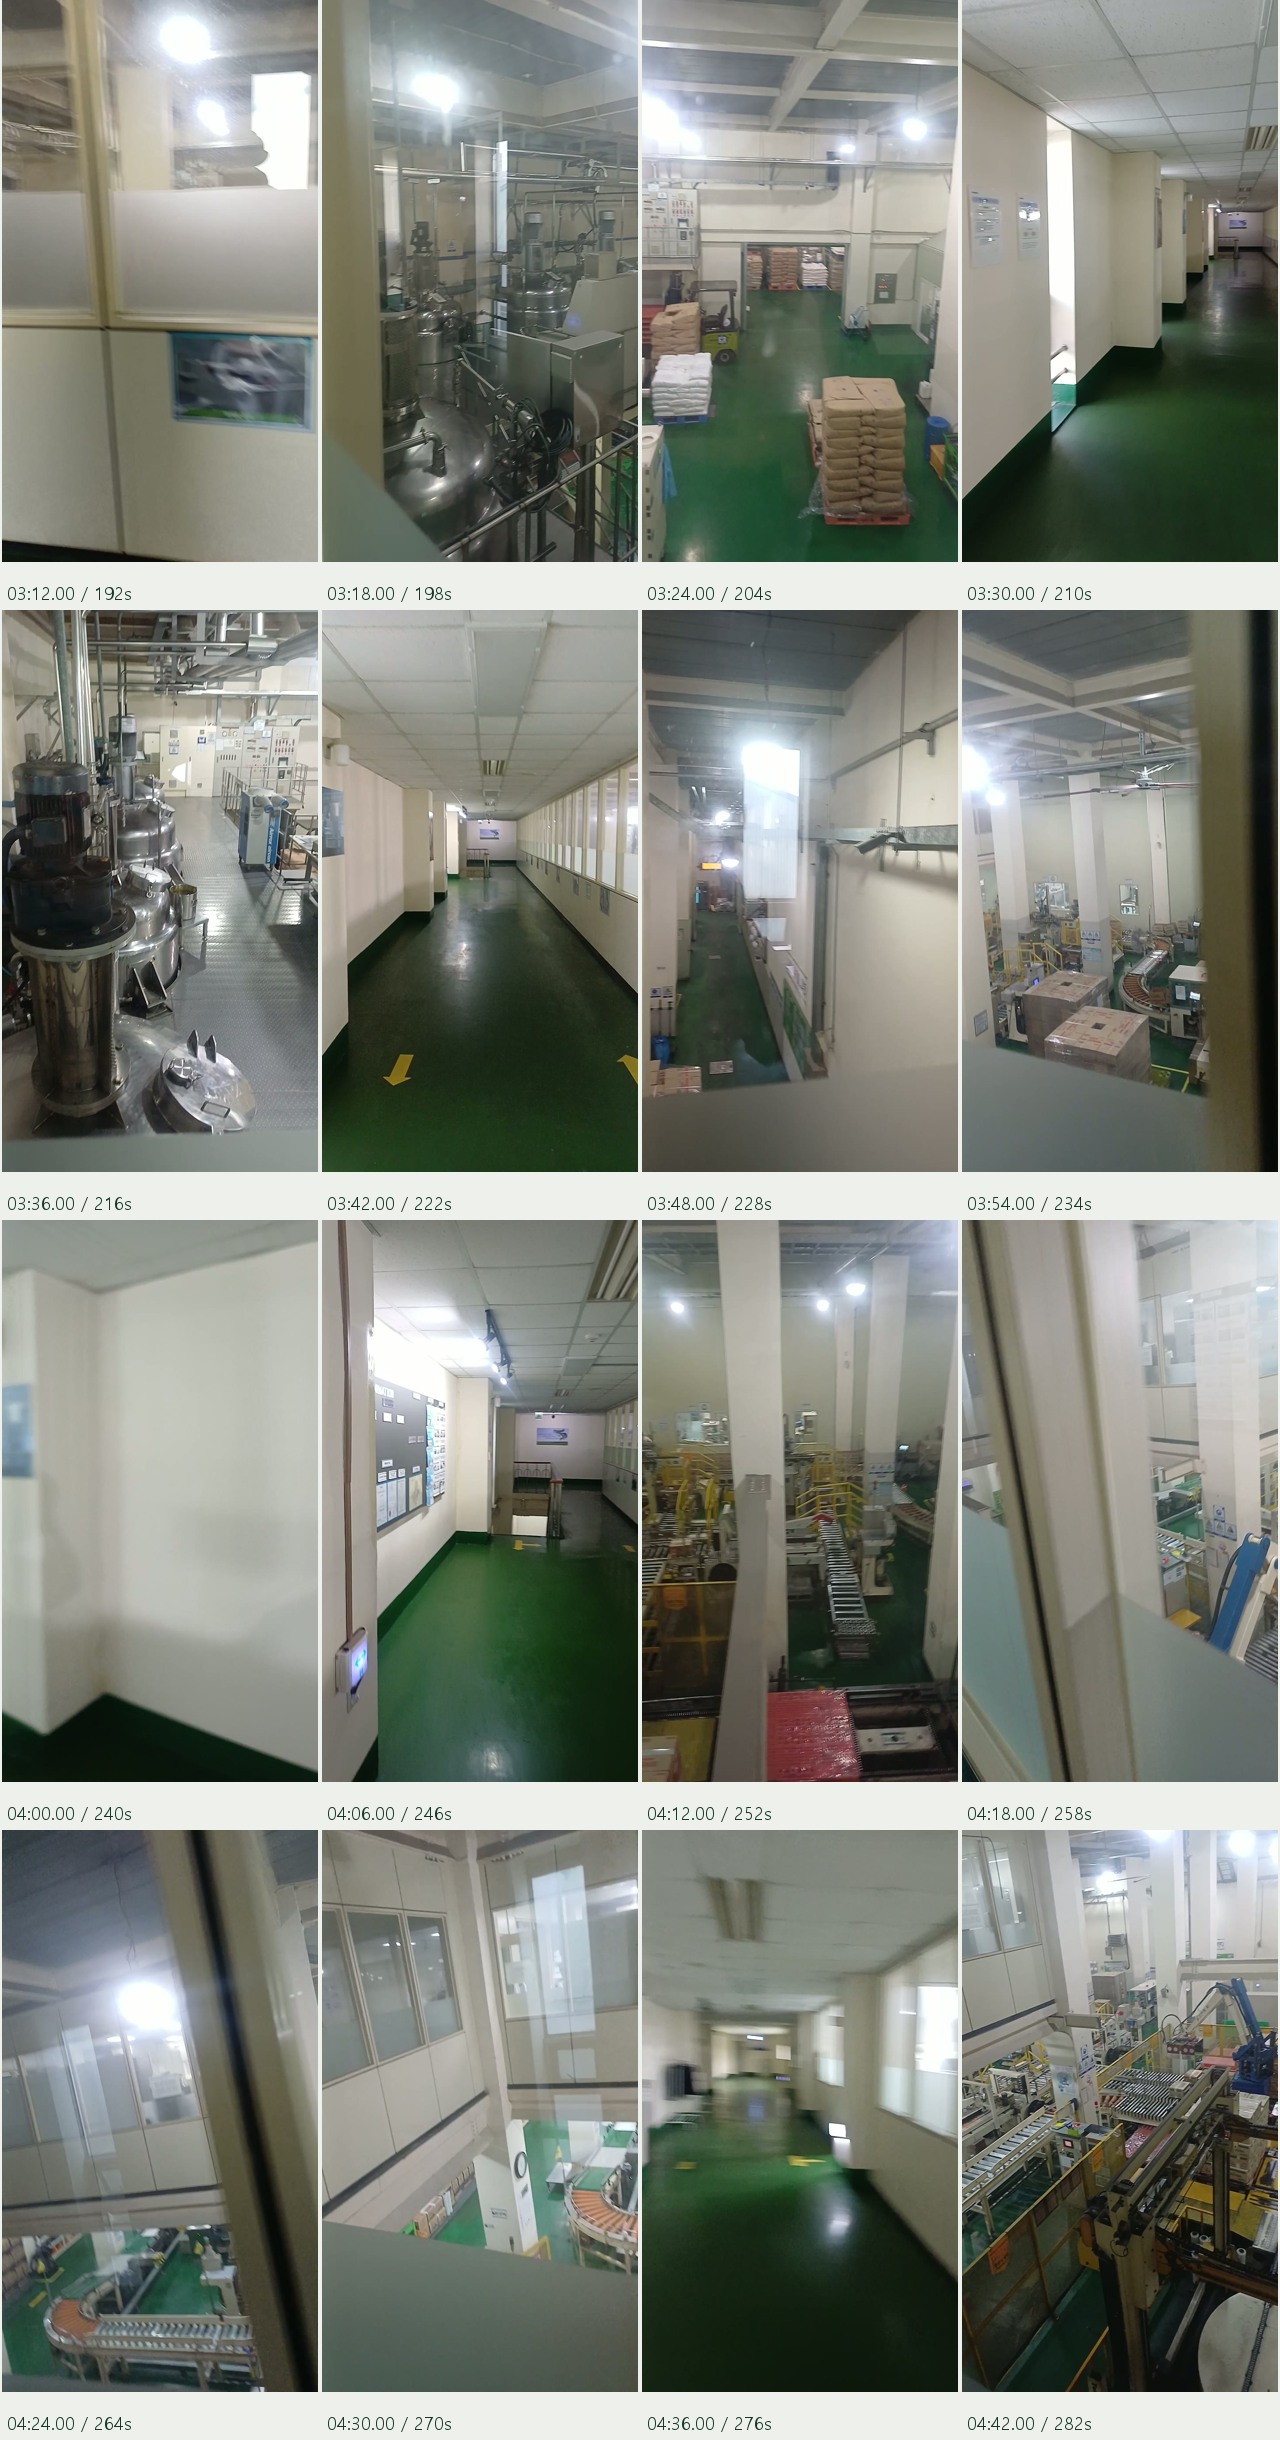 03:12.00 / 192s
03:18.00 / 198s
03:24.00 / 204s
03:30.00 / 210s
03:36.00 / 216s
03:42.00 / 222s
03:48.00 / 228s
03:54.00 / 234s
04:00.00 / 240s
04:06.00 / 246s
04:12.00 / 252s
04:18.00 / 258s
04:24.00 / 264s
04:30.00 / 270s
04:36.00 / 276s
04:42.00 / 282s